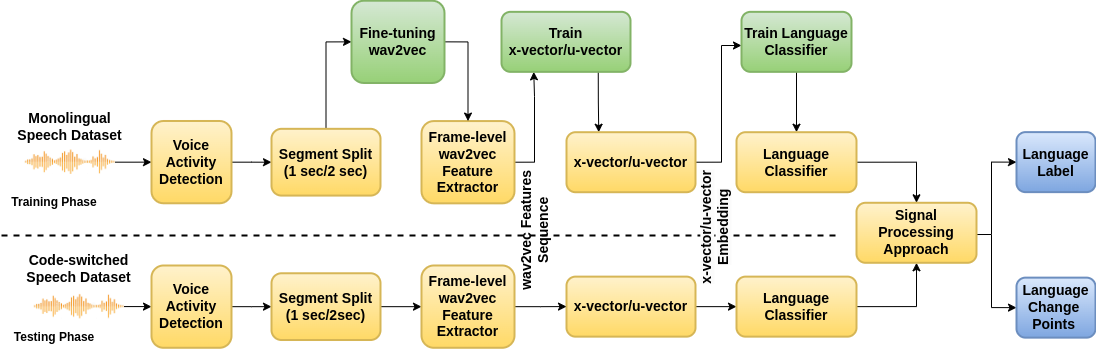 Fine-tuning
wav2vec
Train
x-vector/u-vector
Train Language
Classifier
Monolingual
Speech Dataset
Training Phase
Voice
Activity
Detection
Segment Split
(1 sec/2 sec)
Frame-level
wav2vec
Feature
Extractor
wav2vec Features
Sequence
x-vector/u-vector
x-vector/u-vector
Embedding
Language
Classifier
Signal
Processing
Approach
Language
Label
Language
Change
Points
Code-switched
Speech Dataset
Testing Phase
Voice
Activity
Detection
Segment Split
(1 sec/2sec)
Frame-level
wav2vec
Feature
Extractor
x-vector/u-vector
Language
Classifier